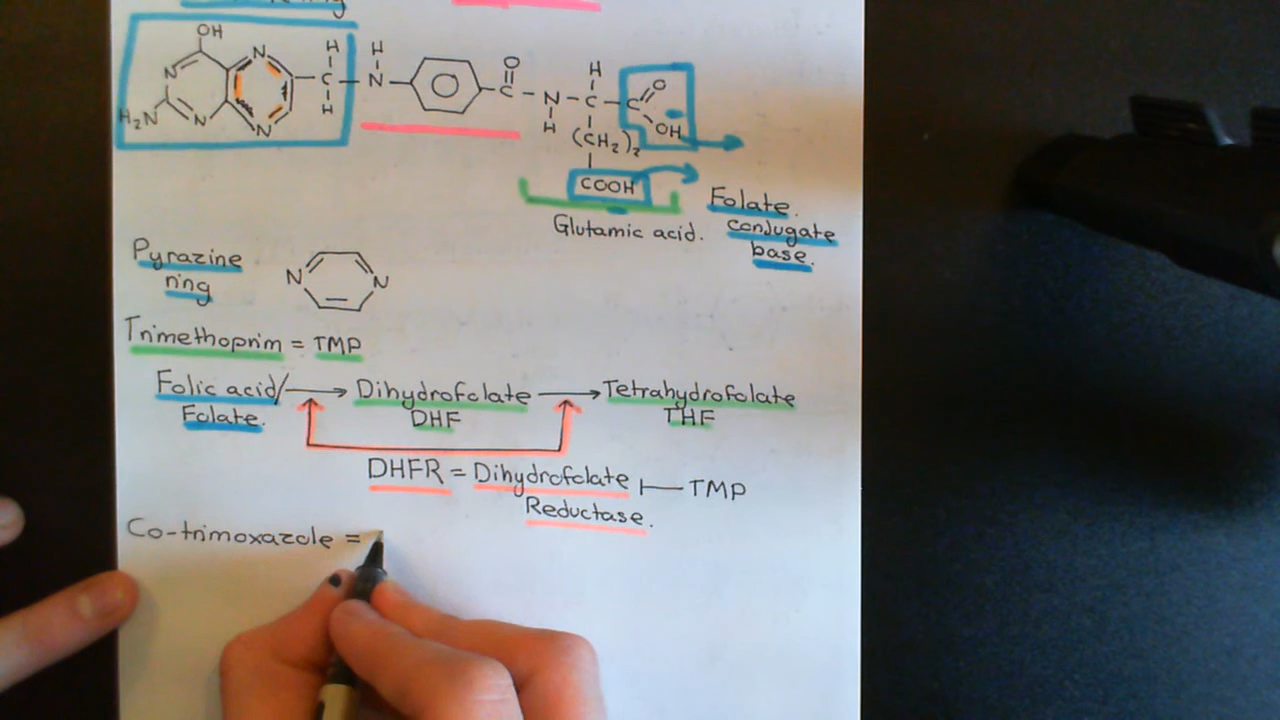 OH
N
N
H₂N
N
N
H
C
H
H
N
O
C
N
H
H
C
C
O
OH
(CH₂)₂
COOH
Glutamic acid.
Folate.
conjugate
base.
Pyrazine
ring
N
N
Trimethoprim = TMP
Folic acid/ → Dihydrofolate → Tetrahydrofolate
Folate.
DHF
THF
DHFR = Dihydrofolate ⊢ TMP
Reductase.
Co-trimoxazole =